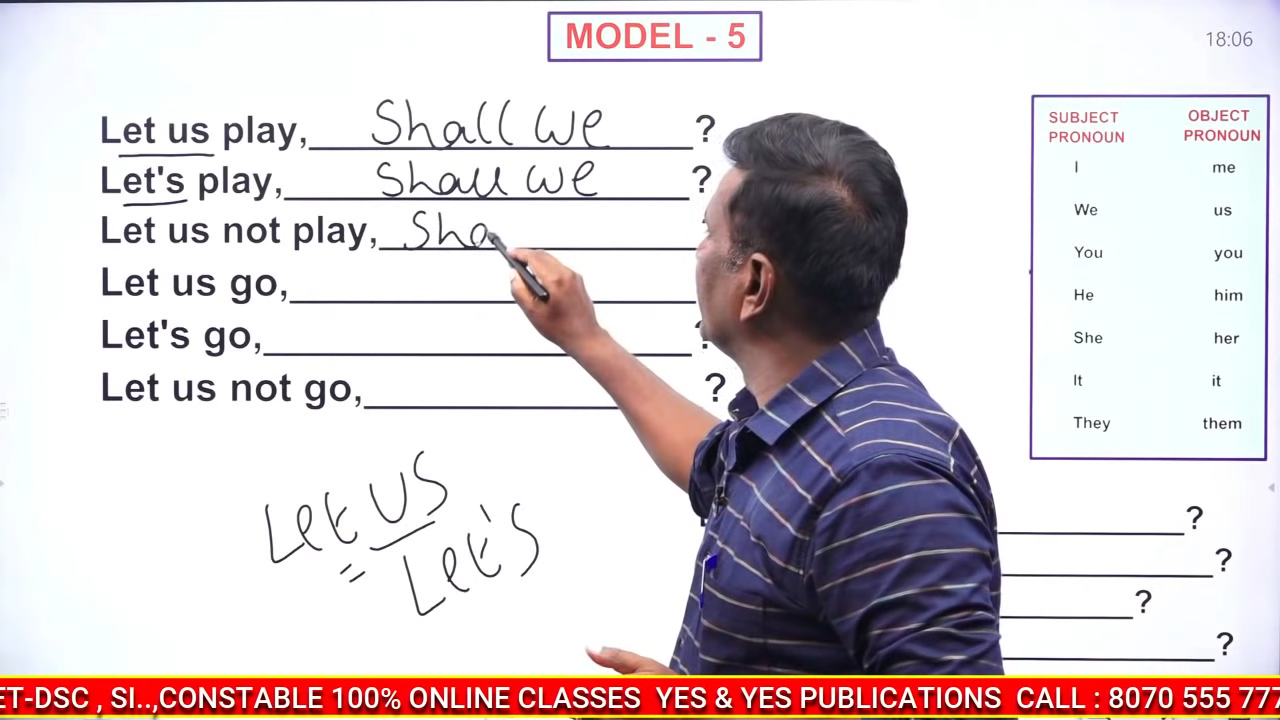 MODEL - 5
18:06
Let us play, Shall we ?
Let's play, Shall we ?
Let us not play, Sha
Let us go,
Let's go, ?
Let us not go, ?
Let us
= Let's
SUBJECT PRONOUN OBJECT PRONOUN
I me
We us
You you
He him
She her
It it
They them
?
?
?
?
ET-DSC , SI..,CONSTABLE 100% ONLINE CLASSES YES & YES PUBLICATIONS CALL : 8070 555 777